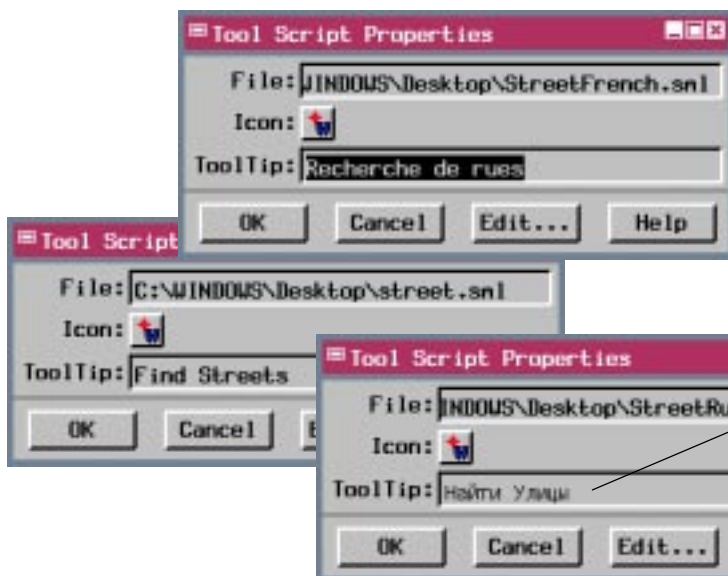 Tool Script Properties
File: WINDOWS\Desktop\StreetFrench.sml
Icon:
ToolTip: Recherche de rues
OK Cancel Edit... Help
Tool Script
File: C:\WINDOWS\Desktop\street.sml
Icon:
ToolTip: Find Streets
OK Cancel
Tool Script Properties
File: INDOWS\Desktop\StreetRu
Icon:
ToolTip: Найти Улицы
OK Cancel Edit...